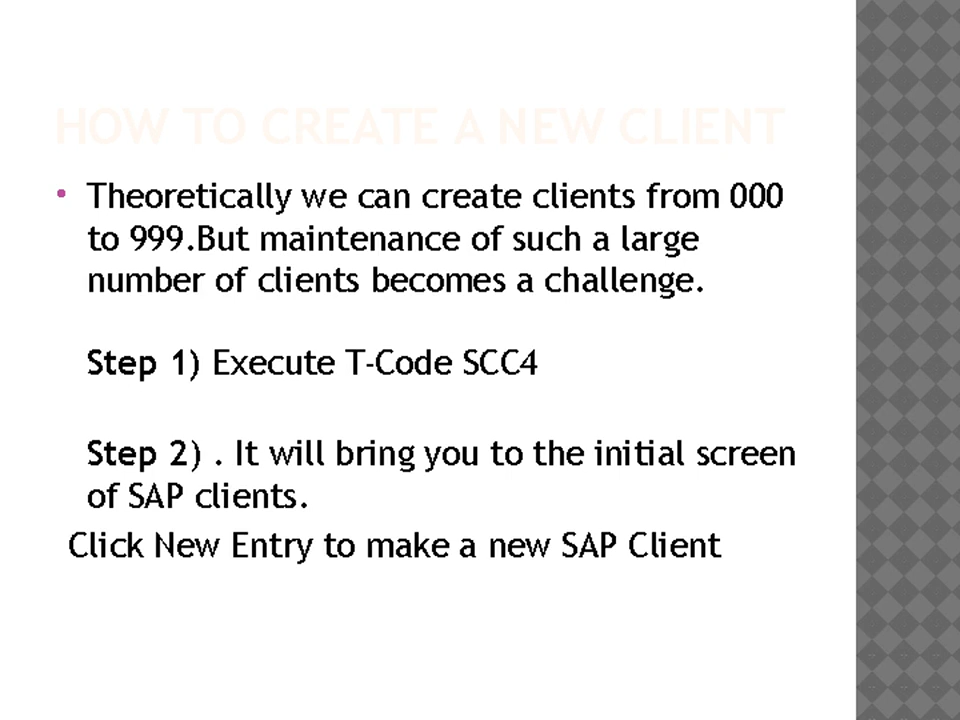 HOW TO CREATE A NEW CLIENT
• Theoretically we can create clients from 000
to 999.But maintenance of such a large
number of clients becomes a challenge.
Step 1) Execute T-Code SCC4
Step 2) . It will bring you to the initial screen
of SAP clients.
Click New Entry to make a new SAP Client